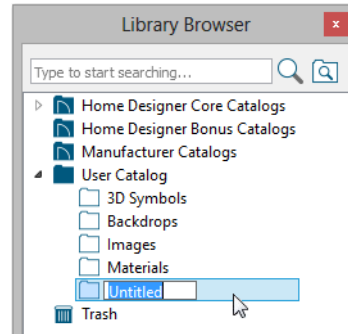 Library Browser
x
Type to start searching...
Home Designer Core Catalogs
Home Designer Bonus Catalogs
Manufacturer Catalogs
User Catalog
3D Symbols
Backdrops
Images
Materials
Untitled
Trash